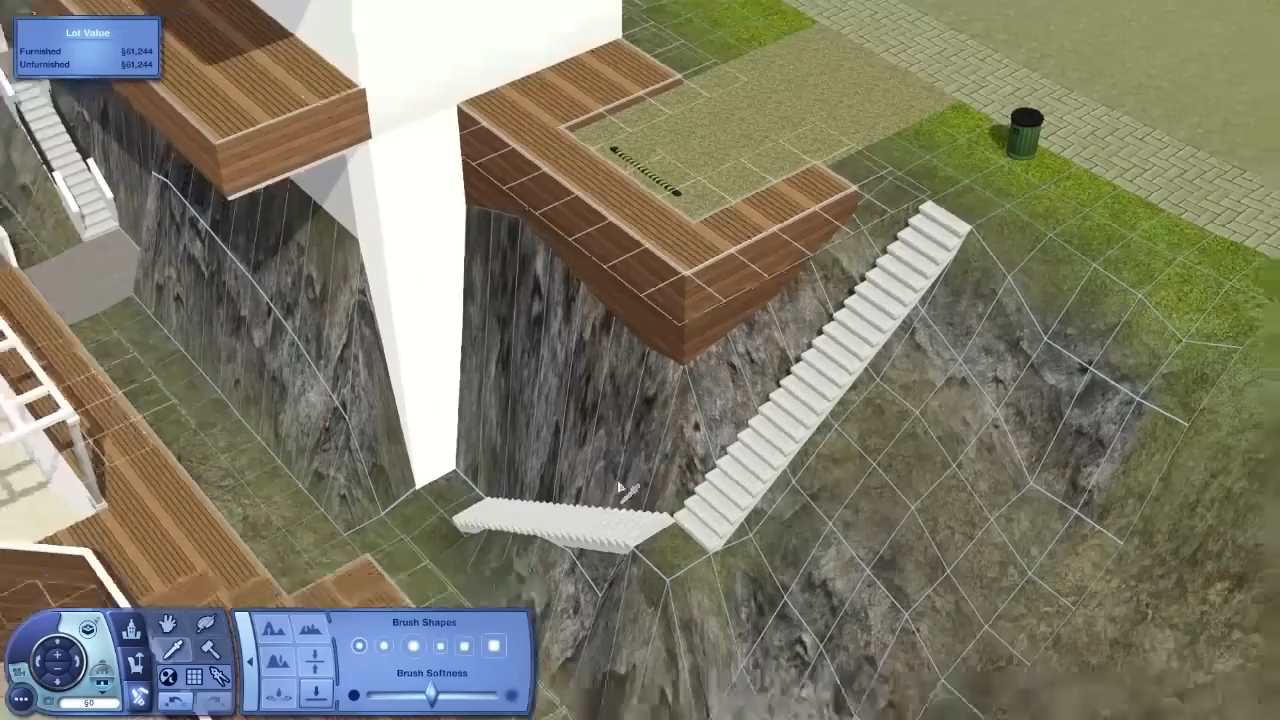 Lot Value
Furnished §61,244
Unfurnished §61,244
Brush Shapes
Brush Softness
§0